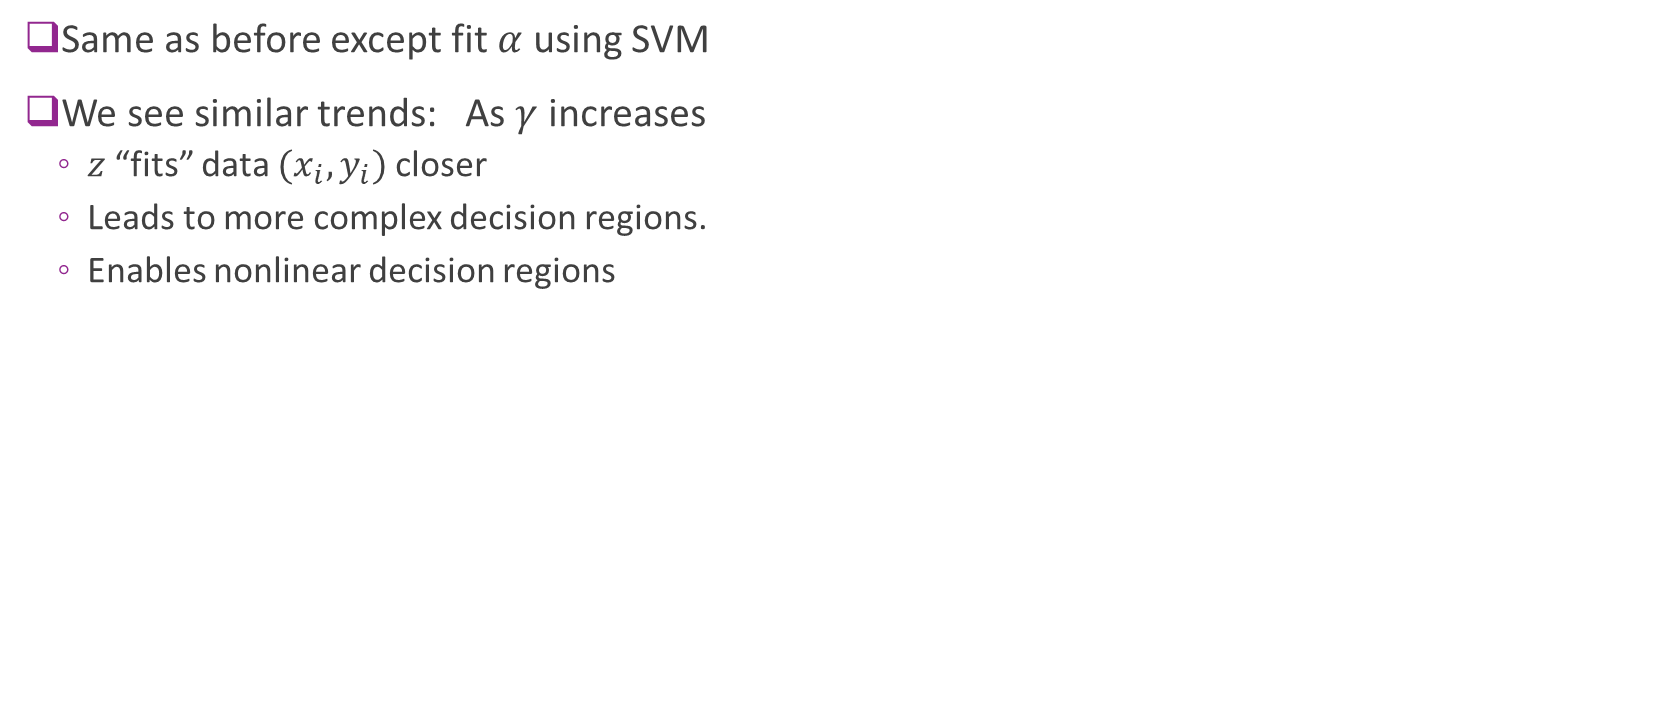 ❑Same as before except fit 𝛼 using SVM
❑We see similar trends: As 𝛾 increases
◦ 𝑧 “fits” data (𝑥ᵢ, 𝑦ᵢ) closer
◦ Leads to more complex decision regions.
◦ Enables nonlinear decision regions